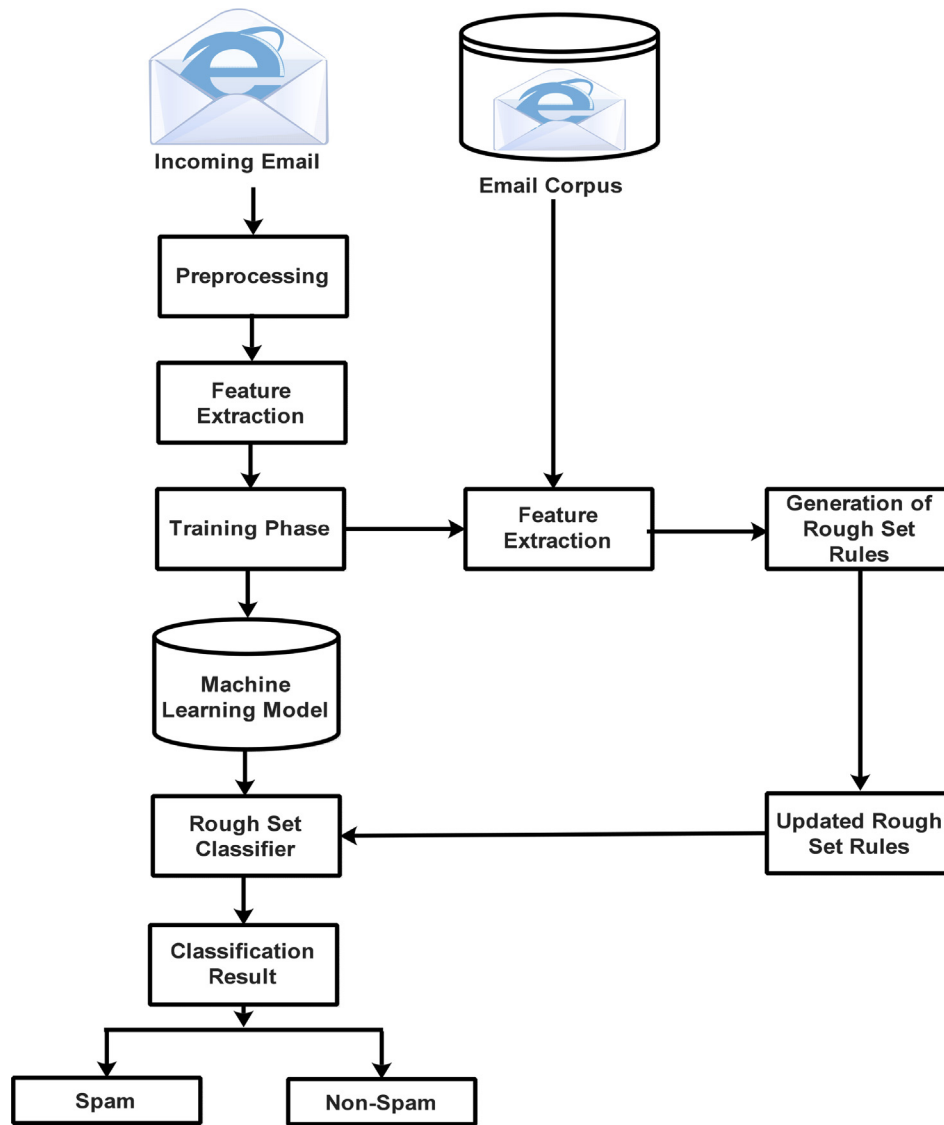 Incoming Email
Email Corpus
Preprocessing
Feature
Extraction
Training Phase
Feature
Extraction
Generation of
Rough Set
Rules
Machine
Learning Model
Rough Set
Classifier
Updated Rough
Set Rules
Classification
Result
Spam
Non-Spam